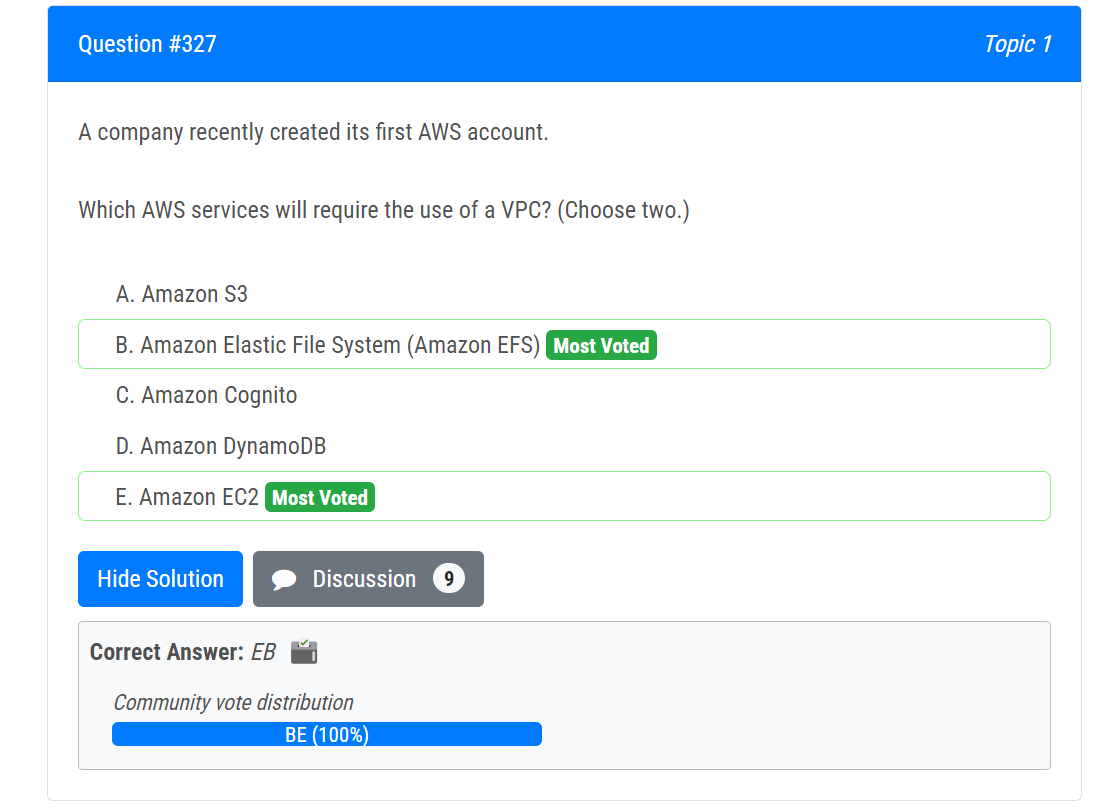 Question #327
Topic 1
A company recently created its first AWS account.
Which AWS services will require the use of a VPC? (Choose two.)
A. Amazon S3
B. Amazon Elastic File System (Amazon EFS) Most Voted
C. Amazon Cognito
D. Amazon DynamoDB
E. Amazon EC2 Most Voted
Hide Solution
Discussion 9
Correct Answer: EB
Community vote distribution
BE (100%)